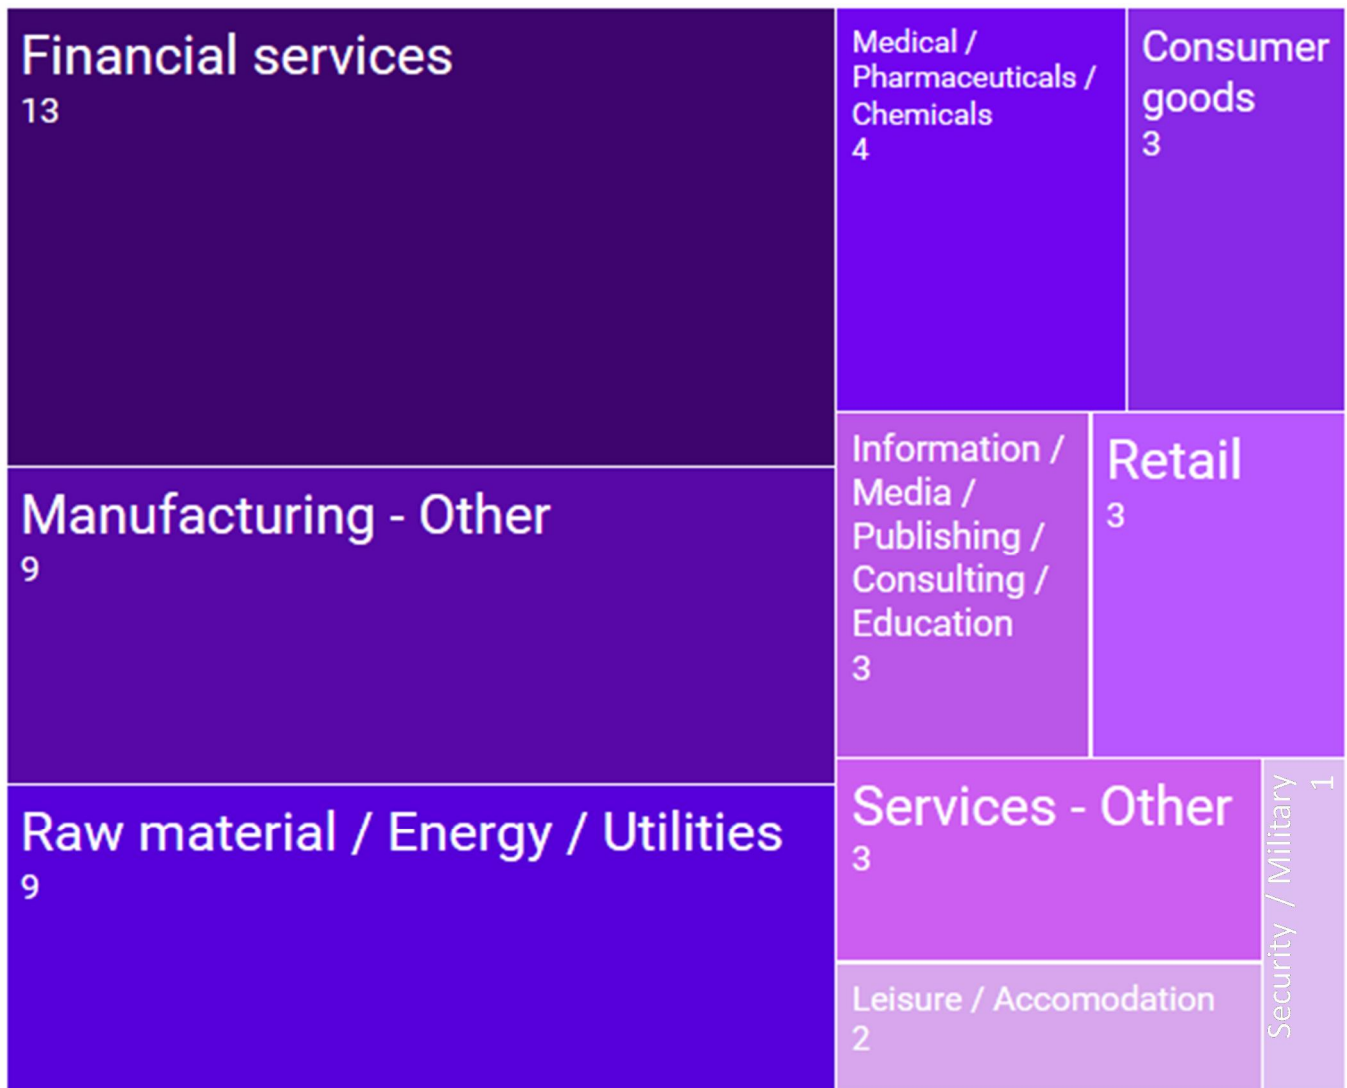 Financial services
13
Manufacturing - Other
9
Raw material / Energy / Utilities
9
Medical /
Pharmaceuticals /
Chemicals
4
Consumer
goods
3
Information /
Media /
Publishing /
Consulting /
Education
3
Retail
3
Services - Other
3
Leisure / Accomodation
2
Security / Military
1